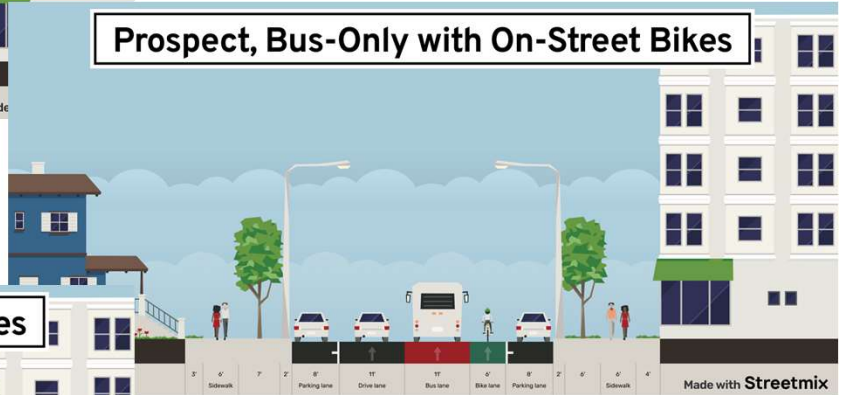 Prospect, Bus-Only with On-Street Bikes
de
es
3' 6' 7' 2' 8' 11' 11' 6' 8' 2' 6' 6' 4'
Sidewalk Parking lane Drive lane Bus lane Bike lane Parking lane Sidewalk
Made with Streetmix